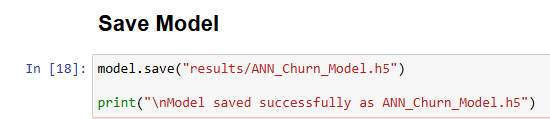 Save Model
In [18]: model.save("results/ANN_Churn_Model.h5")
print("\nModel saved successfully as ANN_Churn_Model.h5")